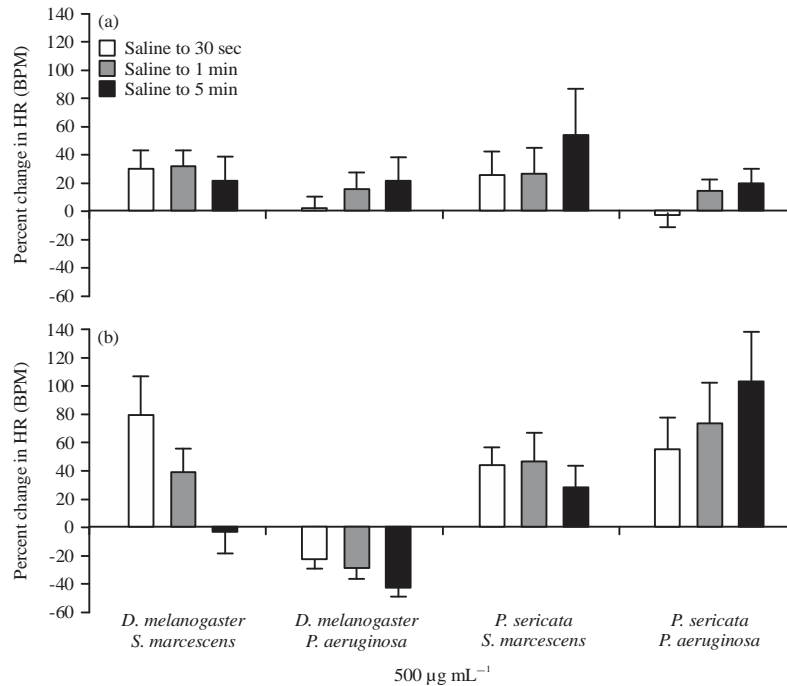 (a)
Saline to 30 sec
Saline to 1 min
Saline to 5 min
Percent change in HR (BPM)
140
120
100
80
60
40
20
0
-20
-40
-60
(b)
Percent change in HR (BPM)
140
120
100
80
60
40
20
0
-20
-40
-60
D. melanogaster
S. marcescens
D. melanogaster
P. aeruginosa
P. sericata
S. marcescens
P. sericata
P. aeruginosa
500 µg mL⁻¹